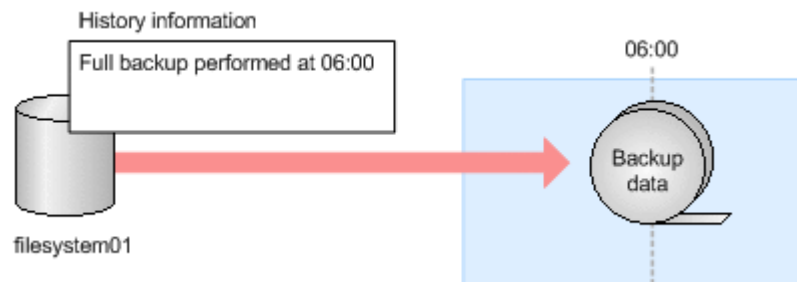 History information
Full backup performed at 06:00
06:00
Backup
data
filesystem01